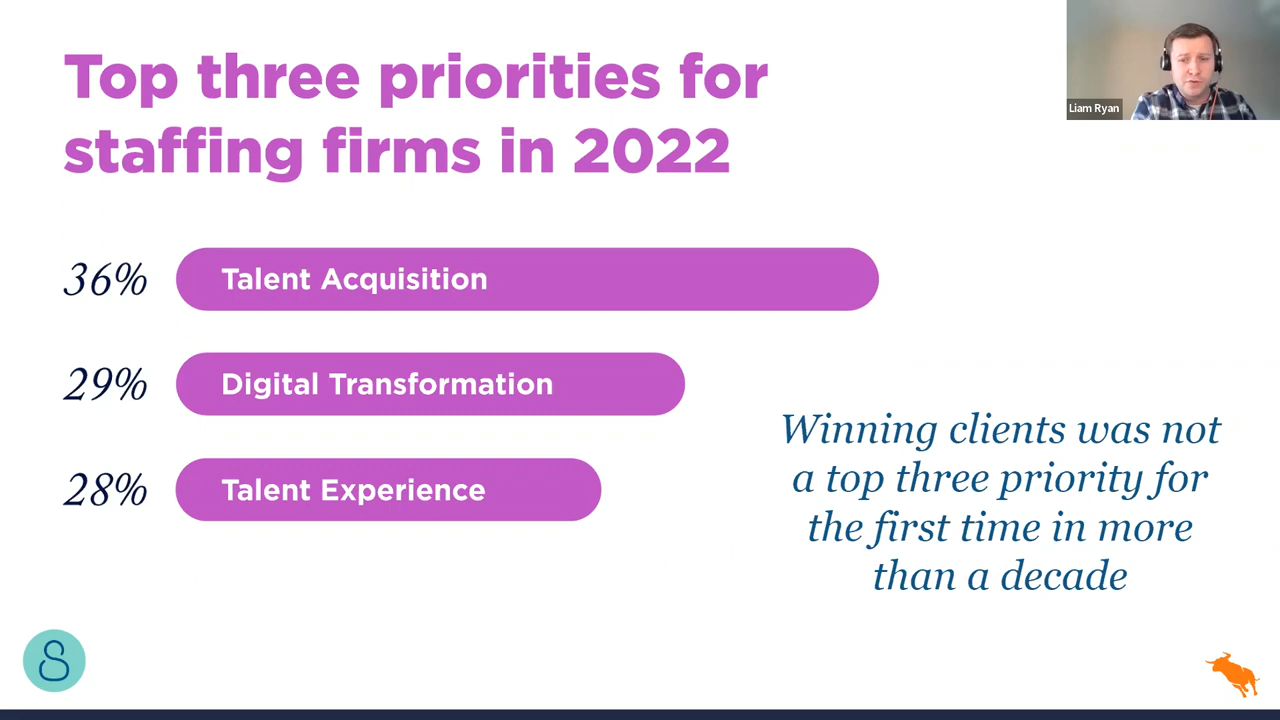 Top three priorities for
staffing firms in 2022
Liam Ryan
36% Talent Acquisition
29% Digital Transformation
28% Talent Experience
Winning clients was not
a top three priority for
the first time in more
than a decade